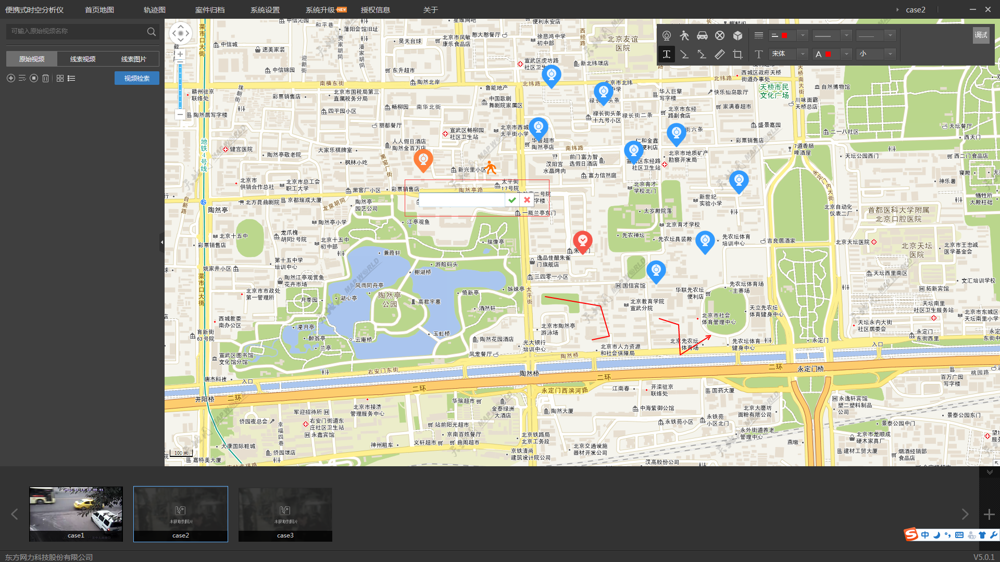 便携式时空分析仪
首页地图
轨迹图
案件归档
系统设置
系统升级
NEW
授权信息
关于
case2
可输入原始视频名称
原始视频
线索视频
线索图片
视频检索
调试
宋体
A
小
T
菜市口大街
中信城
速美家装
中信锦园
贾家胡同
潘家胡同
迎新街
蒲阳会馆旧址
和平巷
吴天台球
北京市凤敏
康乐食品店
憨大憨餐厅
东升超市
陶然北岸
南横东街
徐悲鸿中学
初中部
便利永安店
西经路
北京友谊
医院
宣武区虎坊路
社区卫生站
新北纬饭店
北纬路
北京市北纬
鲁能地产
中国歌剧
舞剧院家属区
赣州驻京
联络处
珠朝街
彩票销售店
北京市国税局第三
直属税务分局
四平园小区
畅柳园
南华北街
陶然居写字楼
丽都餐厅
宣武区畅柳园
社区卫生站
北京市西城
太平街小学
人人假日酒店
陶然金百万店
地铁4号线
健宫医院
陶然亭敬老院
大家乐棋牌室
枫林小吃
黑窑厂街
新兴里小区
太平街
17号院
陶然亭路
北京市
供销合作总社
北京市总工会
职工大学
黑窑厂小区
彩票销售店
自新路
北方昆曲剧院
京都瑞成大厦
龙泉胡同
陶然亭
园艺公司
陶然亭
陶然亭小学
江亭观鱼
一瓶兰亭东门
北京十五中
彩票销售店
龙爪槐
胡同2号院
北京十五中
初中部
瑞像亭
蒹葭轩
游船码头
榭湖桥
姚家井小区
第十五中学
培训中心
陶然江亭观赏鱼
花卉市场
风雨同舟亭
陶然亭
公园
高君宇墓
倚新亭
姊妹亭
酒然轩
月季园
湖心亭
北京市市政处
第一管理所
西城教委
南办公区
育新街
63号院
浸月亭
醉翁亭
兰亭
云庵桥
玉虹桥
陶然花园酒店
宣武区图书馆
文化馆分馆
凤龙餐厅
右安门东街
唐杰科技
入口
二环
开阳桥
二环
陶然桥
二环
陶然桥
永定门西滨河路
二环
永定门桥
禄长街头条
十九号小区
禄长街二条
华人巨擘
写字楼
快乐仙岛歌厅
西城区政府天桥
街道办事处
天桥市民
文化广场
天桥南大街
自然博物馆
北京市东经
路副食店
家满春超市
川味面霸
天桥总店
盛景嘉园
彩票销售店
二一八社区
天坛餐厅
西天门
7道香肠
啤酒屋
天坛公园西门
西二门食品店
寝殿
神乐署
牺牲所
大殿柱础
永定门内大街
南纬路
前门富力智
选假日酒店
汉阳宫
水晶烤肉
富力信然庭
北京市地质矿产
勘察开发局
北京育才
学校北门
新世纪
实验小学
太岁殿院落
北京育才学校
先农神坛
先农坛具装殿
先农坛体育
培训中心
吉良居酒家
北京自动化
仪表二厂
首都医科大学附属
北京口腔医院
北京天坛医院
北京天坛
医院
北京市王忠诚
医学基金会
天坛西里南区
文汇培训学校
拓新宾馆
天坛南里
社区卫生服务站
北京市东城区
天坛南里小学
天坛永内大街
社区居委会
永定门
东街西里
永定门
入口
逸品佳酿朱雀
门旗舰店
三四零一小区
太平街
国信宾馆
北京教育学院
宣武分院
华联先农坛
便利店
先农坛体育场
-主赛场
北京市社会
体育管理中心
天立先农坛
体育健身中心
北京先农坛
体育场
先农坛体育
健身中心
北京市陶然亭
游泳场
光大银行
培训中心
北京市人力资源
和社会保障局
江南春
开滦驻京
联络处
国药大厦
中海紫御公馆
陶然大厦
华瑞超市
金泰绿洲
大酒店
北京市接济
管理服务中心
军迎招待所
侨园夜总会
右安门街道东
庄社区卫生站
永鑫宾馆
幸福四巷
大康国际鞋城
侨园饭店
嘉特美大厦
100 米
神州租车
义轩超市
曲周超市
站前阳光超市
京南百姓餐厅
北京铁路局
北京工务段
京铁清尚
建筑设计院公司
北京交通设施
器材开发公司
汉高股份公司
永铁苑小区
永铁苑
小区北门
北京大磨坊
面粉有限公司
永外街道养老
管理中心
燕墩
永逸轩宾馆
塑二塑料制品
公司
百万广园
写字楼
桃园路
景泰公园中门
景泰公园东门
北京市龙顺成
硬木家具厂
建材工贸大厦
烟酒经销部
食品店
case1
未获取到图片
case2
未获取到图片
case3
中
东方网力科技股份有限公司
V5.0.1